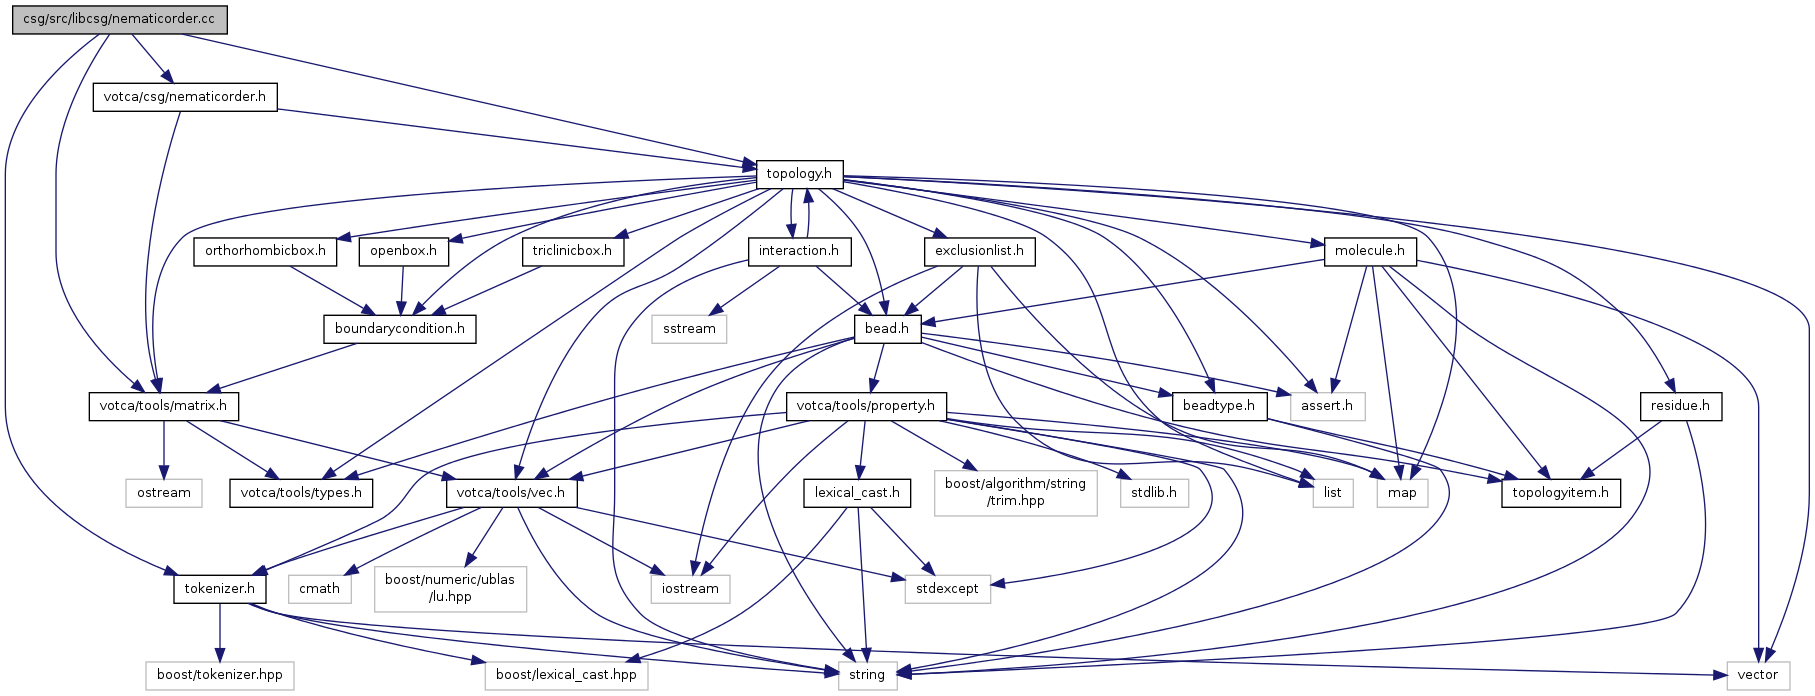 csg/src/libcsg/nematicorder.cc
votca/csg/nematicorder.h
topology.h
orthorhombicbox.h
openbox.h
triclinicbox.h
interaction.h
exclusionlist.h
molecule.h
boundarycondition.h
sstream
bead.h
votca/tools/matrix.h
votca/tools/property.h
beadtype.h
assert.h
residue.h
ostream
votca/tools/types.h
votca/tools/vec.h
lexical_cast.h
boost/algorithm/string
/trim.hpp
stdlib.h
list
map
topologyitem.h
tokenizer.h
cmath
boost/numeric/ublas
/lu.hpp
iostream
stdexcept
boost/tokenizer.hpp
boost/lexical_cast.hpp
string
vector